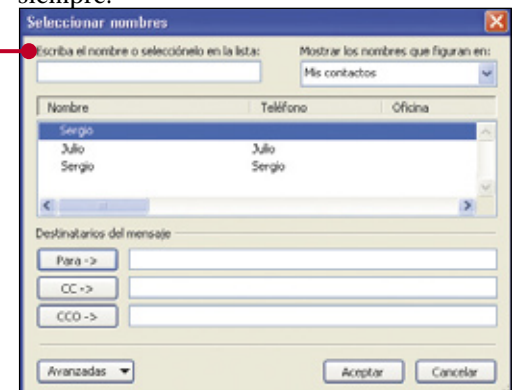 siempre.
Seleccionar nombres
Escriba el nombre o selecciónelo en la lista:
Mostrar los nombres que figuran en:
Mis contactos
Nombre Teléfono Oficina
Sergio
Julio Julio
Sergio Sergio
Destinatarios del mensaje
Para ->
CC ->
CCO ->
Avanzadas Aceptar Cancelar